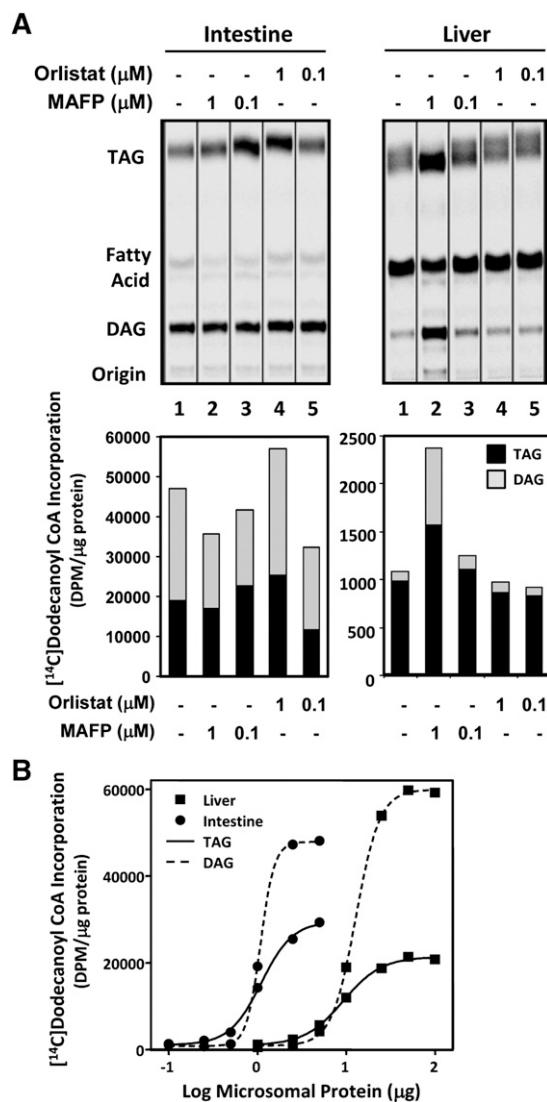 A
Intestine Liver
Orlistat (μM) - - - 1 0.1 - - - 1 0.1
MAFP (μM) - 1 0.1 - - - 1 0.1 - -
TAG
Fatty
Acid
DAG
Origin
1 2 3 4 5 1 2 3 4 5
[¹⁴C]Dodecanoyl CoA Incorporation
(DPM/μg protein)
60000
50000
40000
30000
20000
10000
0
2500
2000
1500
1000
500
0
TAG
DAG
Orlistat (μM) - - - 1 0.1 - - - 1 0.1
MAFP (μM) - 1 0.1 - - - 1 0.1 - -
B
[¹⁴C]Dodecanoyl CoA Incorporation
(DPM/μg protein)
60000
40000
20000
0
Liver
Intestine
TAG
DAG
-1 0 1 2
Log Microsomal Protein (μg)